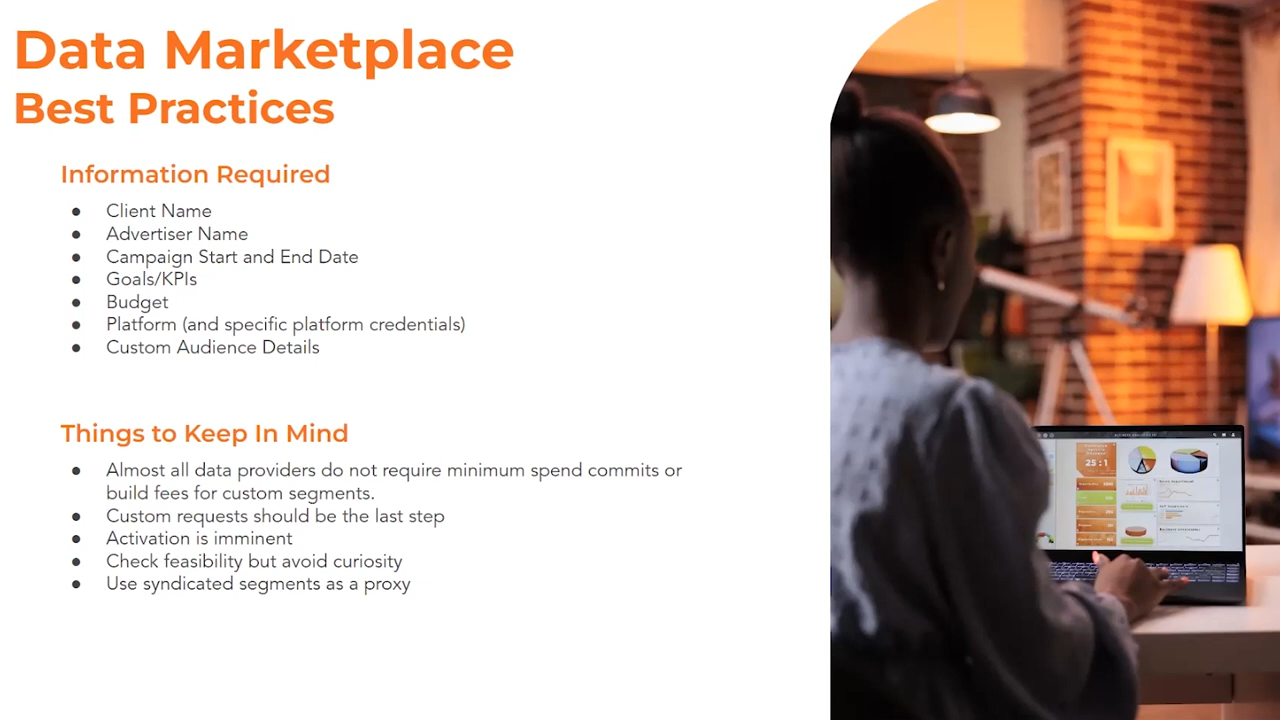 Data Marketplace
Best Practices
Information Required
● Client Name
● Advertiser Name
● Campaign Start and End Date
● Goals/KPIs
● Budget
● Platform (and specific platform credentials)
● Custom Audience Details
Things to Keep In Mind
● Almost all data providers do not require minimum spend commits or
build fees for custom segments.
● Custom requests should be the last step
● Activation is imminent
● Check feasibility but avoid curiosity
● Use syndicated segments as a proxy
25 : 1